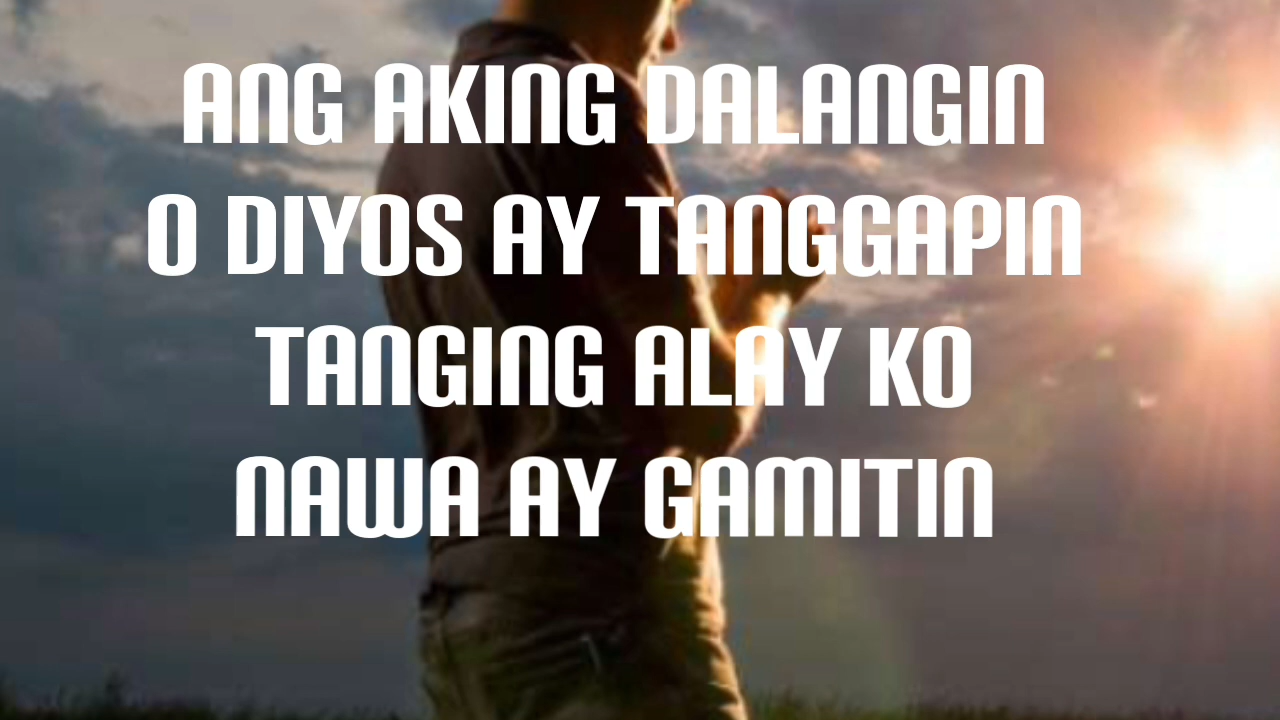 ANG AKING DALANGIN
O DIYOS AY TANGGAPIN
TANGING ALAY KO
NAWA AY GAMITIN